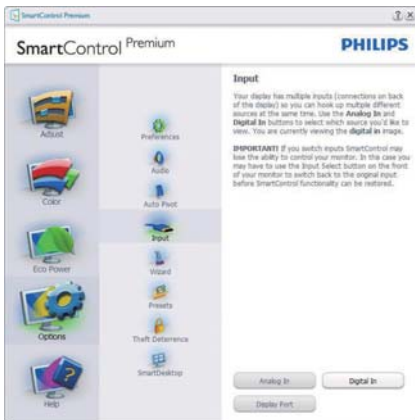 SmartControl Premium
SmartControl Premium
PHILIPS
Adjust
Color
Eco Power
Options
Help
Preferences
Audio
Auto Pivot
Input
Wizard
Presets
Theft Deterrence
SmartDesktop
Input
Your display has multiple inputs (connections on back
of the display) so you can hook up multiple different
sources at the same time. Use the Analog In and
Digital In buttons to select which source you'd like to
view. You are currently viewing the digital in image.
IMPORTANT! If you switch inputs SmartControl may
lose the ability to control your monitor. In this case you
may have to use the Input Select button on the front
of your monitor to switch back to the original input
before SmartControl functionality can be restored.
Analog In
Digital In
Display Port